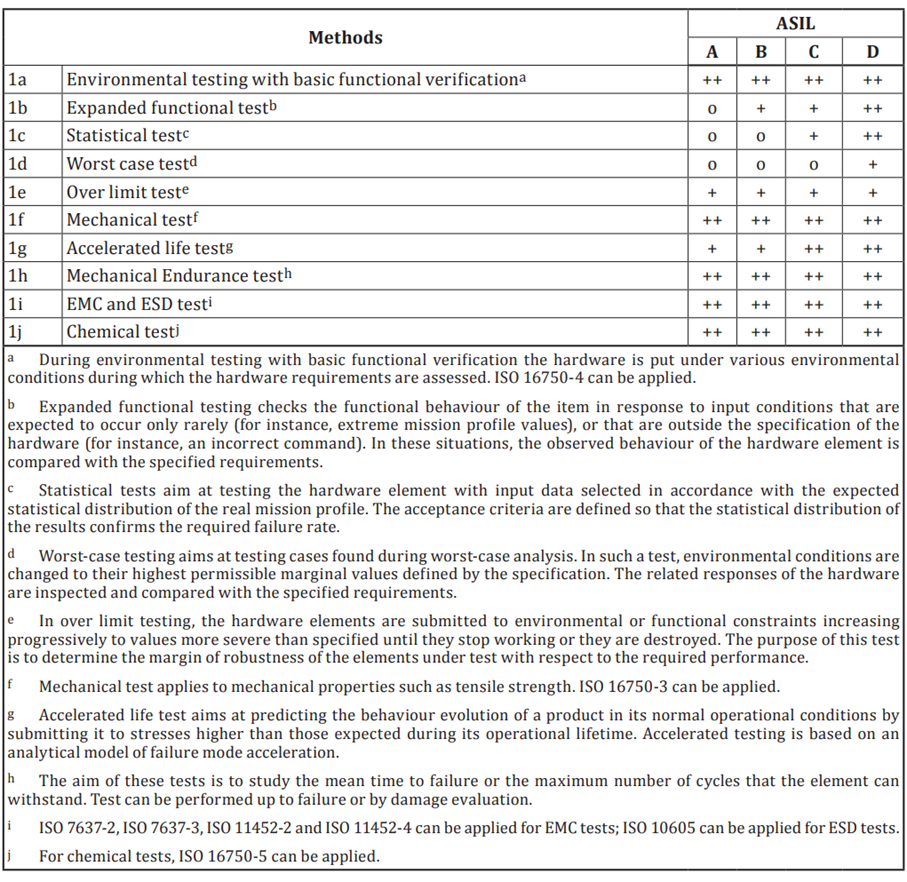 Methods ASIL
A B C D
1a Environmental testing with basic functional verificationa ++ ++ ++ ++
1b Expanded functional testb o + + ++
1c Statistical testc o o + ++
1d Worst case testd o o o +
1e Over limit teste + + + +
1f Mechanical testf ++ ++ ++ ++
1g Accelerated life testg + + ++ ++
1h Mechanical Endurance testh ++ ++ ++ ++
1i EMC and ESD testi ++ ++ ++ ++
1j Chemical testj ++ ++ ++ ++
a During environmental testing with basic functional verification the hardware is put under various environmental
conditions during which the hardware requirements are assessed. ISO 16750-4 can be applied.
b Expanded functional testing checks the functional behaviour of the item in response to input conditions that are
expected to occur only rarely (for instance, extreme mission profile values), or that are outside the specification of the
hardware (for instance, an incorrect command). In these situations, the observed behaviour of the hardware element is
compared with the specified requirements.
c Statistical tests aim at testing the hardware element with input data selected in accordance with the expected
statistical distribution of the real mission profile. The acceptance criteria are defined so that the statistical distribution of
the results confirms the required failure rate.
d Worst-case testing aims at testing cases found during worst-case analysis. In such a test, environmental conditions are
changed to their highest permissible marginal values defined by the specification. The related responses of the hardware
are inspected and compared with the specified requirements.
e In over limit testing, the hardware elements are submitted to environmental or functional constraints increasing
progressively to values more severe than specified until they stop working or they are destroyed. The purpose of this test
is to determine the margin of robustness of the elements under test with respect to the required performance.
f Mechanical test applies to mechanical properties such as tensile strength. ISO 16750-3 can be applied.
g Accelerated life test aims at predicting the behaviour evolution of a product in its normal operational conditions by
submitting it to stresses higher than those expected during its operational lifetime. Accelerated testing is based on an
analytical model of failure mode acceleration.
h The aim of these tests is to study the mean time to failure or the maximum number of cycles that the element can
withstand. Test can be performed up to failure or by damage evaluation.
i ISO 7637-2, ISO 7637-3, ISO 11452-2 and ISO 11452-4 can be applied for EMC tests; ISO 10605 can be applied for ESD tests.
j For chemical tests, ISO 16750-5 can be applied.